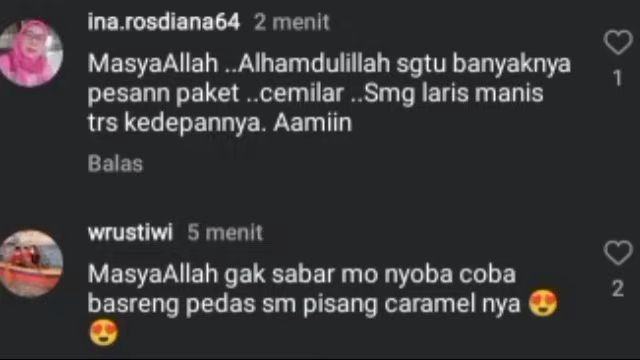 ina.rosdiana64 2 menit
MasyaAllah ..Alhamdulillah sgtu banyaknya
pesann paket ..cemilar ..Smg laris manis
trs kedepannya. Aamiin
1
Balas
wrustiwi 5 menit
MasyaAllah gak sabar mo nyoba coba
basreng pedas sm pisang caramel nya 😍
😍
2